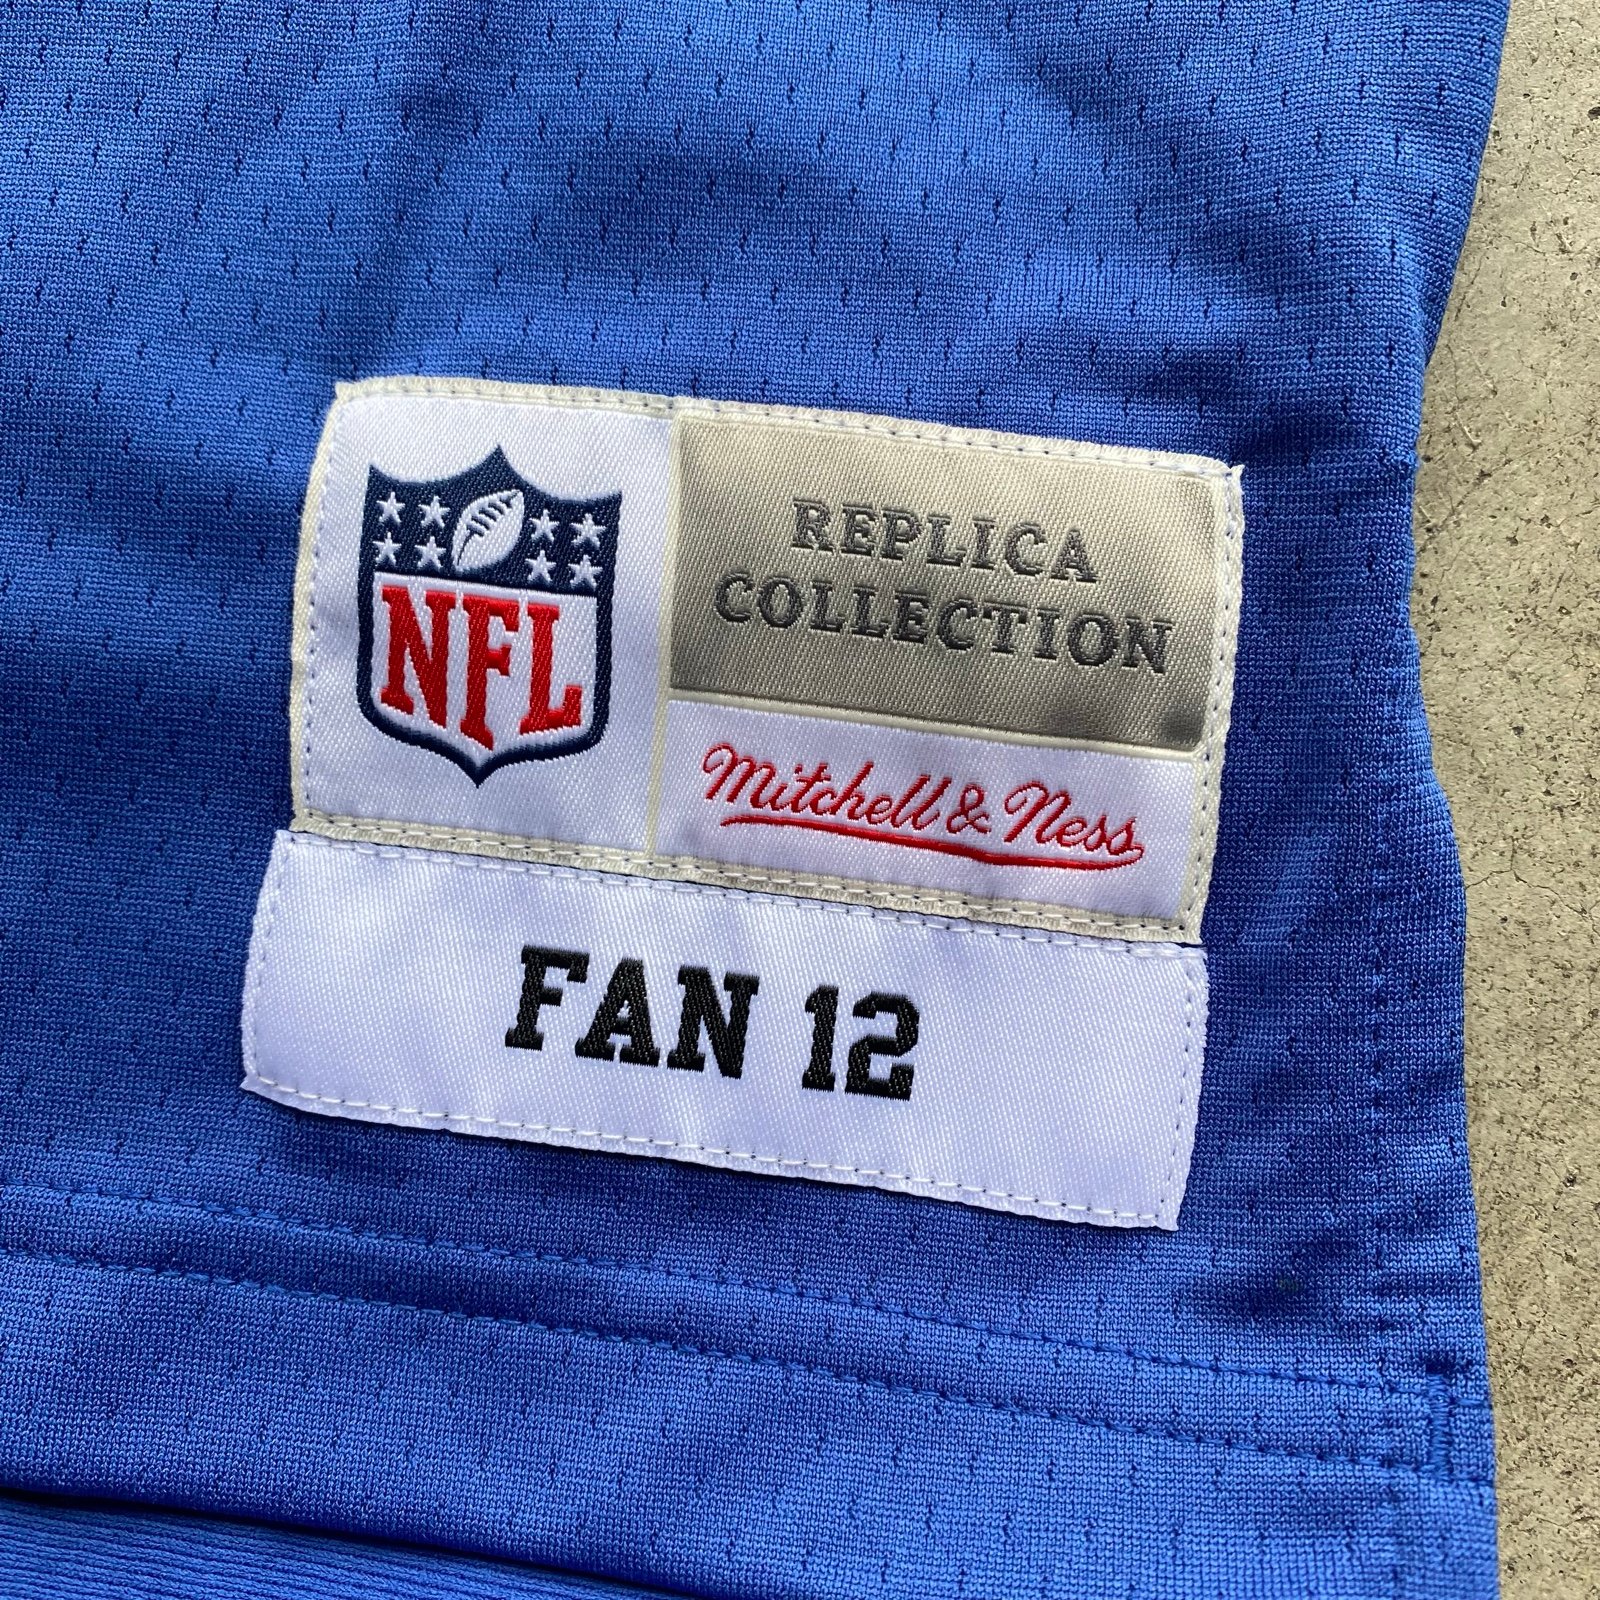 NFL
REPLICA
COLLECTION
Mitchell & Ness
FAN 12